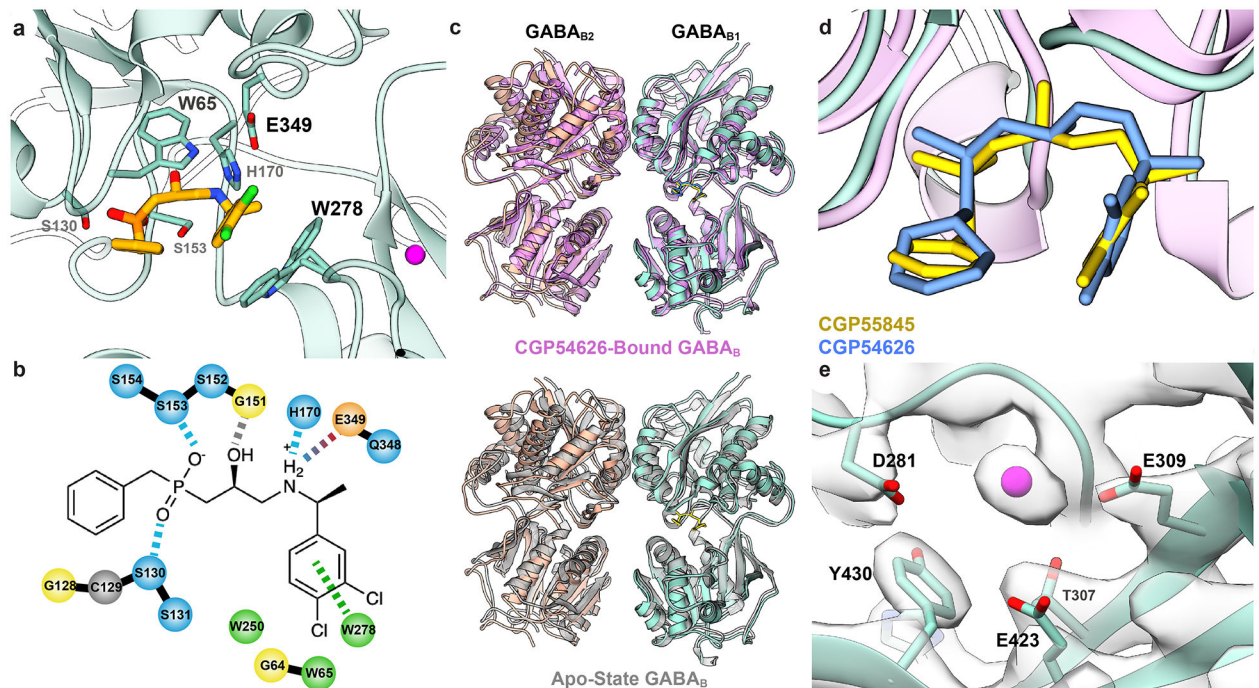 a
W65
E349
H170
S130
S153
W278
b
S154
S152
S153
G151
H170
E349
Q348
+
O-
OH
H2
N
P
O
S130
G128
C129
S131
Cl
Cl
W250
W278
G64
W65
c
GABAB2
GABAB1
CGP54626-Bound GABAB
Apo-State GABAB
d
CGP55845
CGP54626
e
D281
E309
Y430
T307
E423